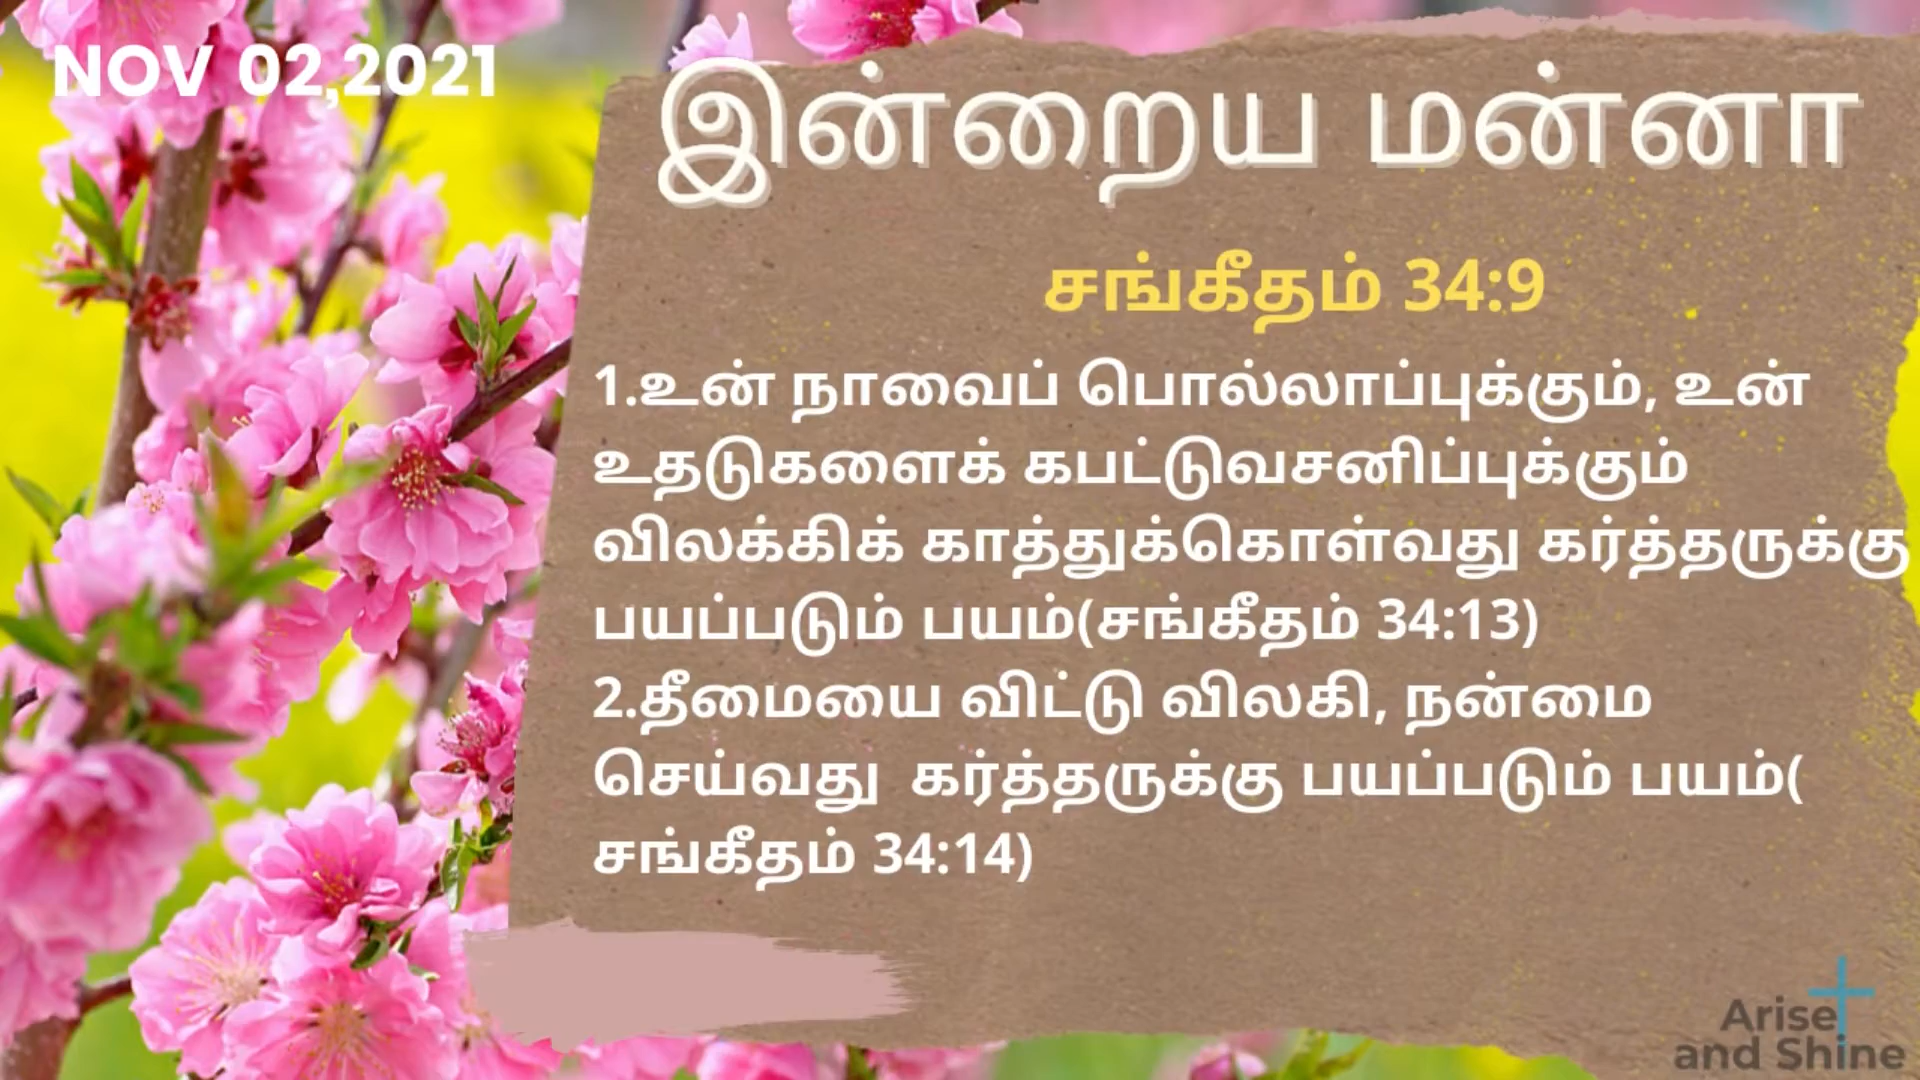 NOV 02,2021
இன்றைய மன்னா
சங்கீதம் 34:9
1.உன் நாவைப் பொல்லாப்புக்கும், உன்
உதடுகளைக் கபட்டுவசனிப்புக்கும்
விலக்கிக் காத்துக்கொள்வது கர்த்தருக்கு
பயப்படும் பயம்(சங்கீதம் 34:13)
2.தீமையை விட்டு விலகி, நன்மை
செய்வது  கர்த்தருக்கு பயப்படும் பயம்(
சங்கீதம் 34:14)
Arise
and Shine